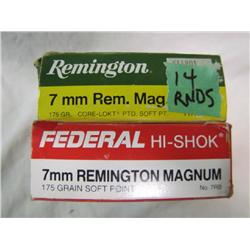 Remington®
7 mm Rem. Mag
175 GR. CORE-LOKT PTD. SOFT PT.
14
RNDS
FEDERAL HI-SHOK®
7mm REMINGTON MAGNUM
175 GRAIN SOFT POINT
No. 7RB